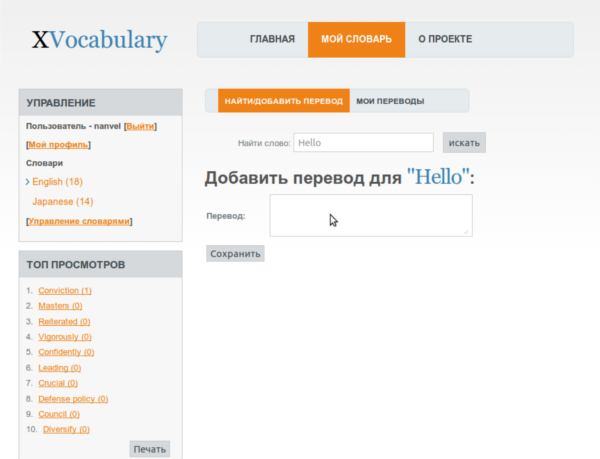 XVocabulary
ГЛАВНАЯ МОЙ СЛОВАРЬ О ПРОЕКТЕ
УПРАВЛЕНИЕ
Пользователь - nanvel [Выйти]
[Мой профиль]
Словари
English (18)
Japanese (14)
[Управление словарями]
ТОП ПРОСМОТРОВ
1. Conviction (1)
2. Masters (0)
3. Reiterated (0)
4. Vigorously (0)
5. Confidently (0)
6. Leading (0)
7. Crucial (0)
8. Defense policy (0)
9. Council (0)
10. Diversify (0)
Печать
НАЙТИ/ДОБАВИТЬ ПЕРЕВОД МОИ ПЕРЕВОДЫ
Найти слово: Hello искать
Добавить перевод для "Hello":
Перевод:
Сохранить